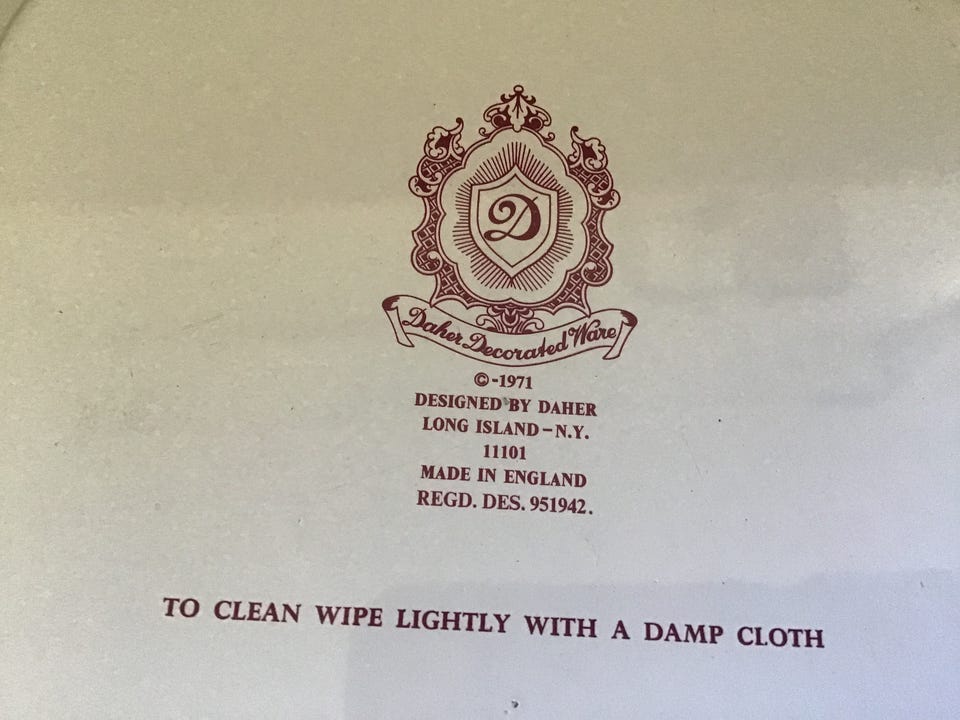 D
Daher Decorated Ware
©-1971
DESIGNED BY DAHER
LONG ISLAND-N.Y.
11101
MADE IN ENGLAND
REGD. DES. 951942.
TO CLEAN WIPE LIGHTLY WITH A DAMP CLOTH